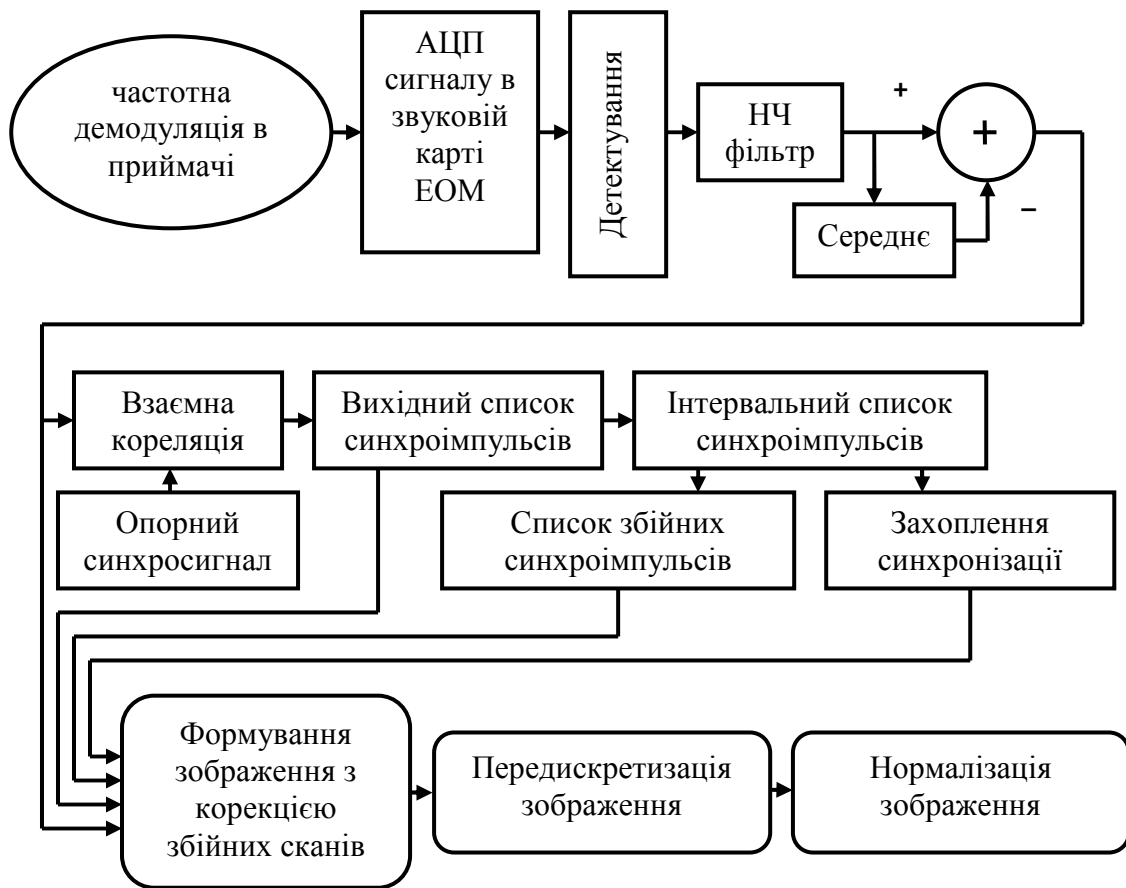 частотна
демодуляція в
приймачі
АЦП
сигналу в
звуковій
карті
ЕОМ
Детектування
НЧ
фільтр
+
+
–
Середнє
Взаємна
кореляція
Вихідний список
синхроімпульсів
Інтервальний список
синхроімпульсів
Опорний
синхросигнал
Список збійних
синхроімпульсів
Захоплення
синхронізації
Формування
зображення з
корекцією
збійних сканів
Передискретизація
зображення
Нормалізація
зображення